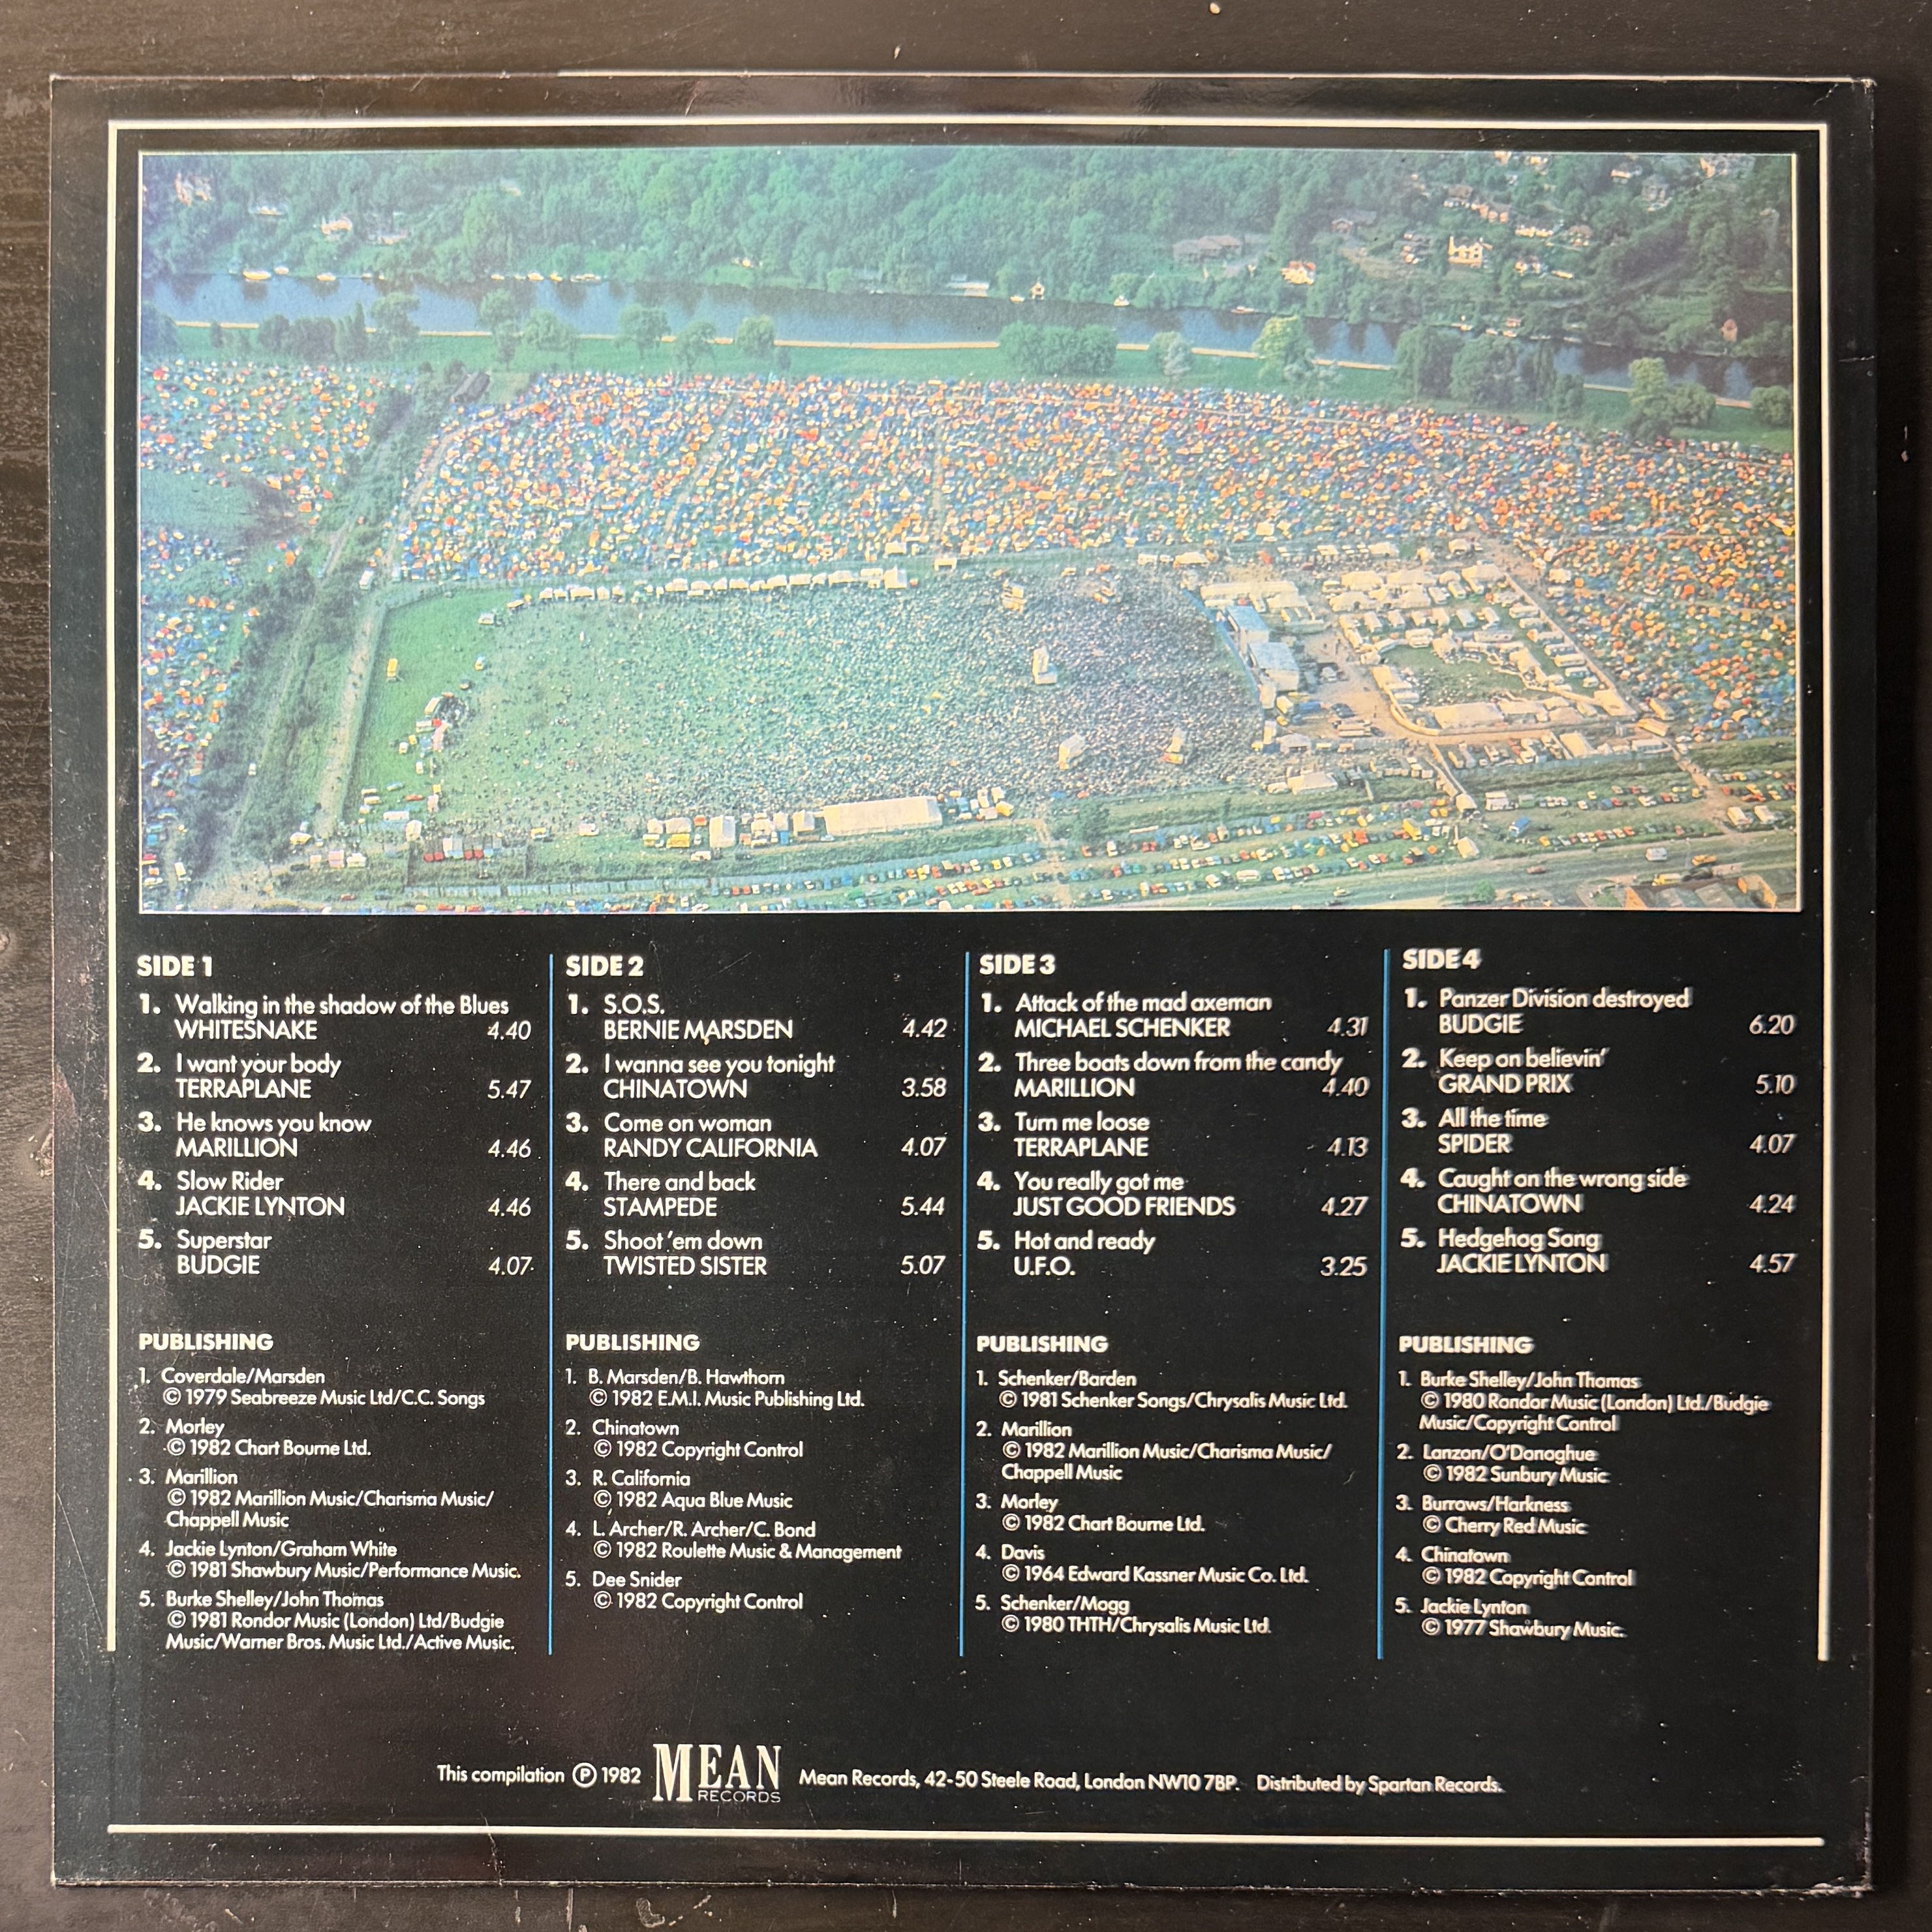 SIDE 1
1. Walking in the shadow of the Blues
WHITESNAKE 4.40
2. I want your body
TERRAPLANE 5.47
3. He knows you know
MARILLION 4.46
4. Slow Rider
JACKIE LYNTON 4.46
5. Superstar
BUDGIE 4.07
PUBLISHING
1. Coverdale/Marsden
© 1979 Seabreeze Music Ltd/C.C. Songs
2. Morley
© 1982 Chart Bourne Ltd.
3. Marillion
© 1982 Marillion Music/Charisma Music/
Chappell Music
4. Jackie Lynton/Graham White
© 1981 Shawbury Music/Performance Music.
5. Burke Shelley/John Thomas
© 1981 Rondor Music (London) Ltd/Budgie
Music/Warner Bros. Music Ltd./Active Music.
SIDE 2
1. S.O.S.
BERNIE MARSDEN 4.42
2. I wanna see you tonight
CHINATOWN 3.58
3. Come on woman
RANDY CALIFORNIA 4.07
4. There and back
STAMPEDE 5.44
5. Shoot 'em down
TWISTED SISTER 5.07
PUBLISHING
1. B. Marsden/B. Hawthorn
© 1982 E.M.I. Music Publishing Ltd.
2. Chinatown
© 1982 Copyright Control
3. R. California
© 1982 Aqua Blue Music
4. L. Archer/R. Archer/C. Bond
© 1982 Roulette Music & Management
5. Dee Snider
© 1982 Copyright Control
SIDE 3
1. Attack of the mad axeman
MICHAEL SCHENKER 4.31
2. Three boats down from the candy
MARILLION 4.40
3. Turn me loose
TERRAPLANE 4.13
4. You really got me
JUST GOOD FRIENDS 4.27
5. Hot and ready
U.F.O. 3.25
PUBLISHING
1. Schenker/Barden
© 1981 Schenker Songs/Chrysalis Music Ltd.
2. Marillion
© 1982 Marillion Music/Charisma Music/
Chappell Music
3. Morley
© 1982 Chart Bourne Ltd.
4. Davis
© 1964 Edward Kassner Music Co. Ltd.
5. Schenker/Mogg
© 1980 THTH/Chrysalis Music Ltd.
SIDE 4
1. Panzer Division destroyed
BUDGIE 6.20
2. Keep on believin'
GRAND PRIX 5.10
3. All the time
SPIDER 4.07
4. Caught on the wrong side
CHINATOWN 4.24
5. Hedgehog Song
JACKIE LYNTON 4.57
PUBLISHING
1. Burke Shelley/John Thomas
© 1980 Rondor Music (London) Ltd./Budgie
Music/Copyright Control
2. Lanzon/O'Donoghue
© 1982 Sunbury Music
3. Burrows/Harkness
© Cherry Red Music
4. Chinatown
© 1982 Copyright Control
5. Jackie Lynton
© 1977 Shawbury Music.
This compilation ℗ 1982 MEAN RECORDS Mean Records, 42-50 Steele Road, London NW10 7BP. Distributed by Spartan Records.